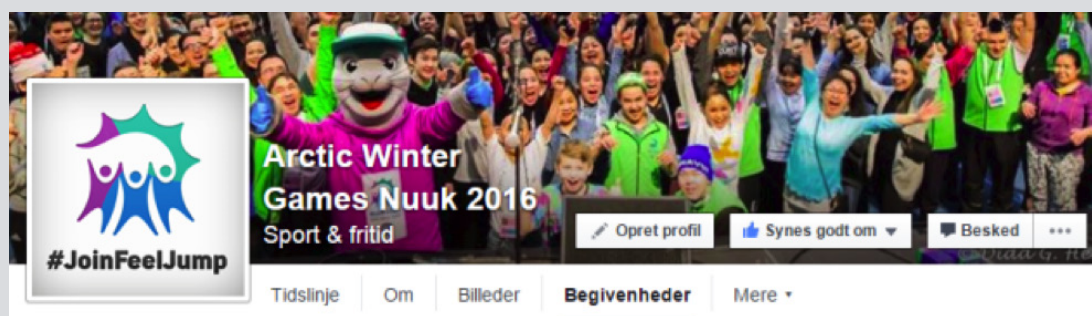 Arctic Winter
Games Nuuk 2016
Sport & fritid
Opret profil
Synes godt om
Besked
#JoinFeelJump
Tidslinje
Om
Billeder
Begivenheder
Mere